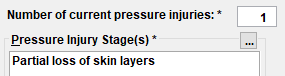 Number of current pressure injuries: * 1
Pressure Injury Stage(s) * ...
Partial loss of skin layers